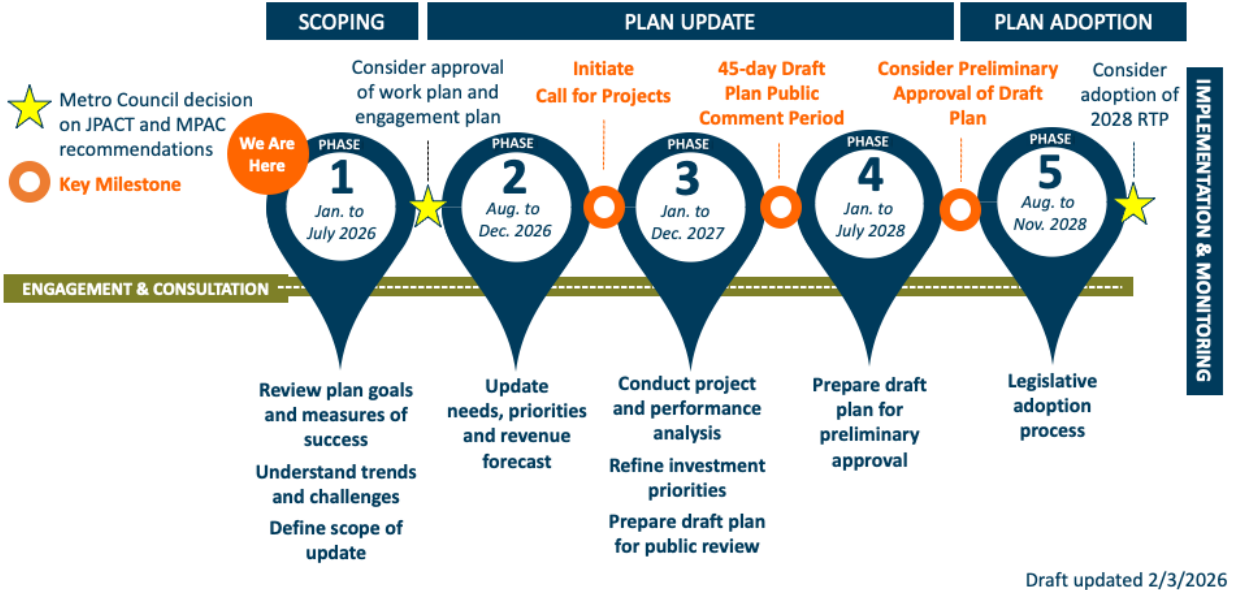 SCOPING
PLAN UPDATE
PLAN ADOPTION
Metro Council decision
on JPACT and MPAC
recommendations
Key Milestone
We Are
Here
Consider approval
of work plan and
engagement plan
Initiate
Call for Projects
45-day Draft
Plan Public
Comment Period
Consider Preliminary
Approval of Draft
Plan
Consider
adoption of
2028 RTP
PHASE
1
Jan. to
July 2026
PHASE
2
Aug. to
Dec. 2026
PHASE
3
Jan. to
Dec. 2027
PHASE
4
Jan. to
July 2028
PHASE
5
Aug. to
Nov. 2028
IMPLEMENTATION & MONITORING
ENGAGEMENT & CONSULTATION
Review plan goals
and measures of
success
Understand trends
and challenges
Define scope of
update
Update
needs, priorities
and revenue
forecast
Conduct project
and performance
analysis
Refine investment
priorities
Prepare draft plan
for public review
Prepare draft
plan for
preliminary
approval
Legislative
adoption
process
Draft updated 2/3/2026